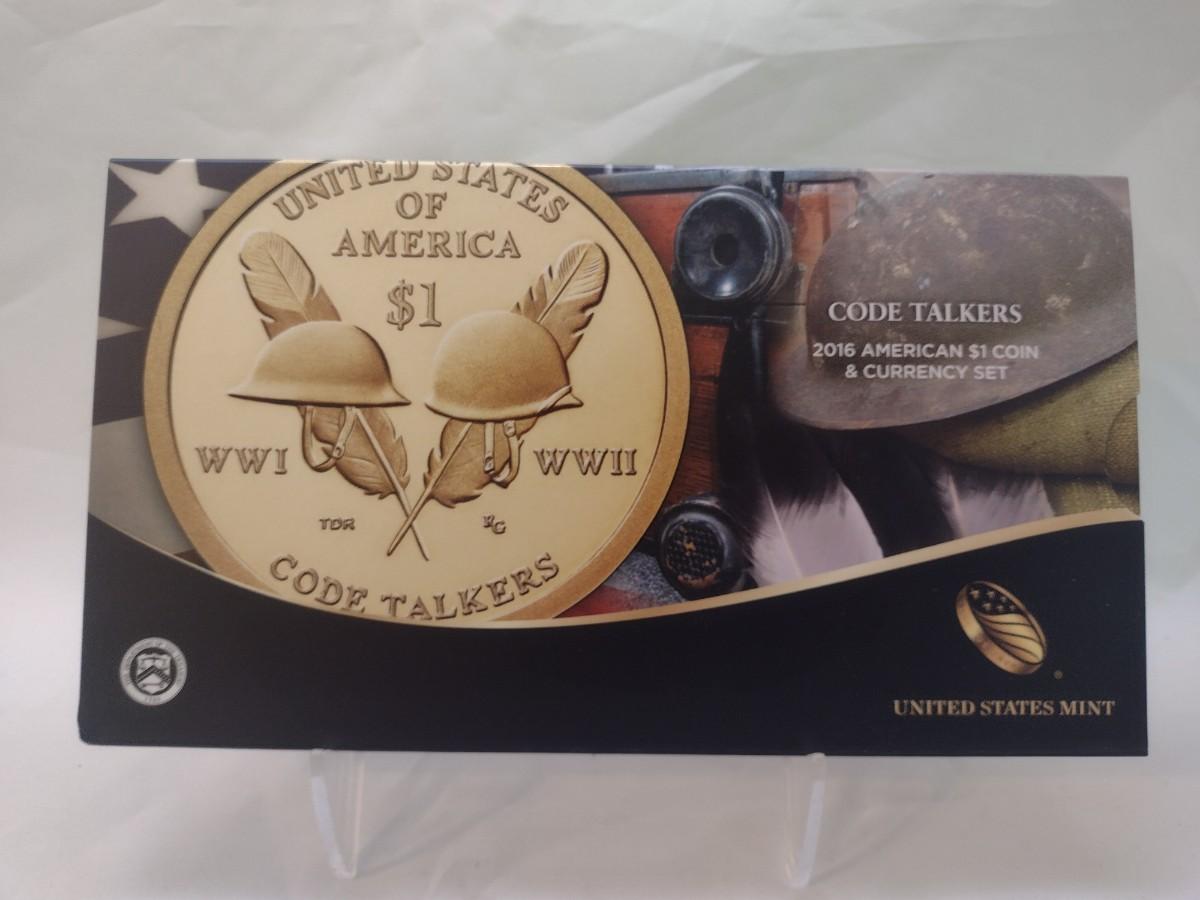 UNITED STATES
OF
AMERICA
$1
WWI
WWII
TDR
RG
CODE TALKERS
CODE TALKERS
2016 AMERICAN $1 COIN
& CURRENCY SET
UNITED STATES MINT